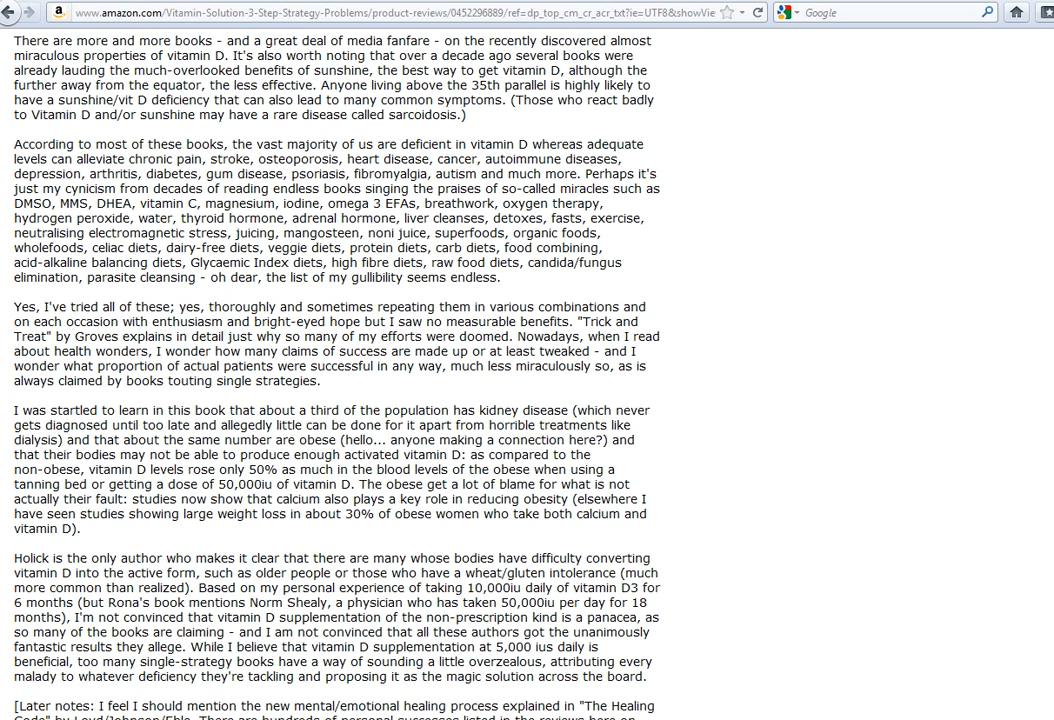 www.amazon.com/Vitamin-Solution-3-Step-Strategy-Problems/product-reviews/0452296889/ref=dp_top_cm_cr_acr_txt?ie=UTF8&showVie
Google
There are more and more books - and a great deal of media fanfare - on the recently discovered almost
miraculous properties of vitamin D. It's also worth noting that over a decade ago several books were
already lauding the much-overlooked benefits of sunshine, the best way to get vitamin D, although the
further away from the equator, the less effective. Anyone living above the 35th parallel is highly likely to
have a sunshine/vit D deficiency that can also lead to many common symptoms. (Those who react badly
to Vitamin D and/or sunshine may have a rare disease called sarcoidosis.)
According to most of these books, the vast majority of us are deficient in vitamin D whereas adequate
levels can alleviate chronic pain, stroke, osteoporosis, heart disease, cancer, autoimmune diseases,
depression, arthritis, diabetes, gum disease, psoriasis, fibromyalgia, autism and much more. Perhaps it's
just my cynicism from decades of reading endless books singing the praises of so-called miracles such as
DMSO, MMS, DHEA, vitamin C, magnesium, iodine, omega 3 EFAs, breathwork, oxygen therapy,
hydrogen peroxide, water, thyroid hormone, adrenal hormone, liver cleanses, detoxes, fasts, exercise,
neutralising electromagnetic stress, juicing, mangosteen, noni juice, superfoods, organic foods,
wholefoods, celiac diets, dairy-free diets, veggie diets, protein diets, carb diets, food combining,
acid-alkaline balancing diets, Glycaemic Index diets, high fibre diets, raw food diets, candida/fungus
elimination, parasite cleansing - oh dear, the list of my gullibility seems endless.
Yes, I've tried all of these; yes, thoroughly and sometimes repeating them in various combinations and
on each occasion with enthusiasm and bright-eyed hope but I saw no measurable benefits. "Trick and
Treat" by Groves explains in detail just why so many of my efforts were doomed. Nowadays, when I read
about health wonders, I wonder how many claims of success are made up or at least tweaked - and I
wonder what proportion of actual patients were successful in any way, much less miraculously so, as is
always claimed by books touting single strategies.
I was startled to learn in this book that about a third of the population has kidney disease (which never
gets diagnosed until too late and allegedly little can be done for it apart from horrible treatments like
dialysis) and that about the same number are obese (hello... anyone making a connection here?) and
that their bodies may not be able to produce enough activated vitamin D: as compared to the
non-obese, vitamin D levels rose only 50% as much in the blood levels of the obese when using a
tanning bed or getting a dose of 50,000iu of vitamin D. The obese get a lot of blame for what is not
actually their fault: studies now show that calcium also plays a key role in reducing obesity (elsewhere I
have seen studies showing large weight loss in about 30% of obese women who take both calcium and
vitamin D).
Holick is the only author who makes it clear that there are many whose bodies have difficulty converting
vitamin D into the active form, such as older people or those who have a wheat/gluten intolerance (much
more common than realized). Based on my personal experience of taking 10,000iu daily of vitamin D3 for
6 months (but Rona's book mentions Norm Shealy, a physician who has taken 50,000iu per day for 18
months), I'm not convinced that vitamin D supplementation of the non-prescription kind is a panacea, as
so many of the books are claiming - and I am not convinced that all these authors got the unanimously
fantastic results they allege. While I believe that vitamin D supplementation at 5,000 ius daily is
beneficial, too many single-strategy books have a way of sounding a little overzealous, attributing every
malady to whatever deficiency they're tackling and proposing it as the magic solution across the board.
[Later notes: I feel I should mention the new mental/emotional healing process explained in "The Healing
Code" by Loyd/Johnson/Eble. There are hundreds of personal successes listed in the reviews here on